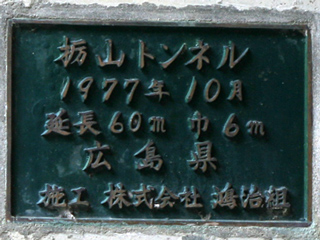 栃山トンネル
1977年10月
延長60m 巾6m
広島県
施工 株式会社 鴻治組